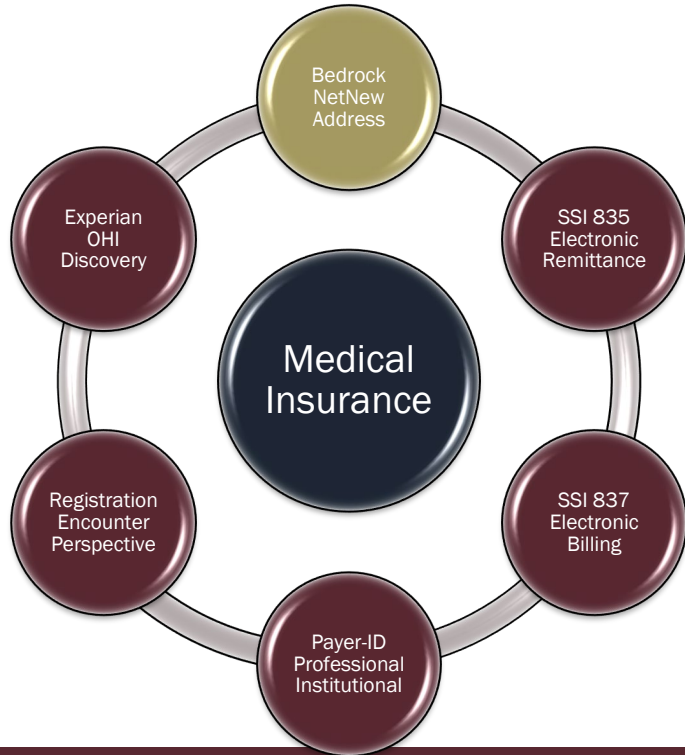 Bedrock
NetNew
Address
SSI 835
Electronic
Remittance
SSI 837
Electronic
Billing
Payer-ID
Professional
Institutional
Registration
Encounter
Perspective
Experian
OHI
Discovery
Medical
Insurance